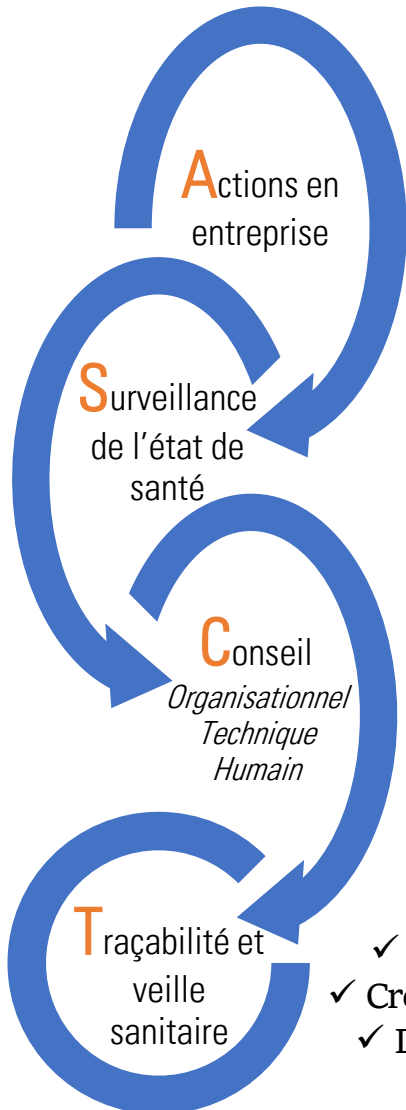 Actions en
entreprise
Surveillance
de l'état de
santé
Conseil
Organisationnel
Technique
Humain
Traçabilité et
veille
sanitaire
✓
✓
✓